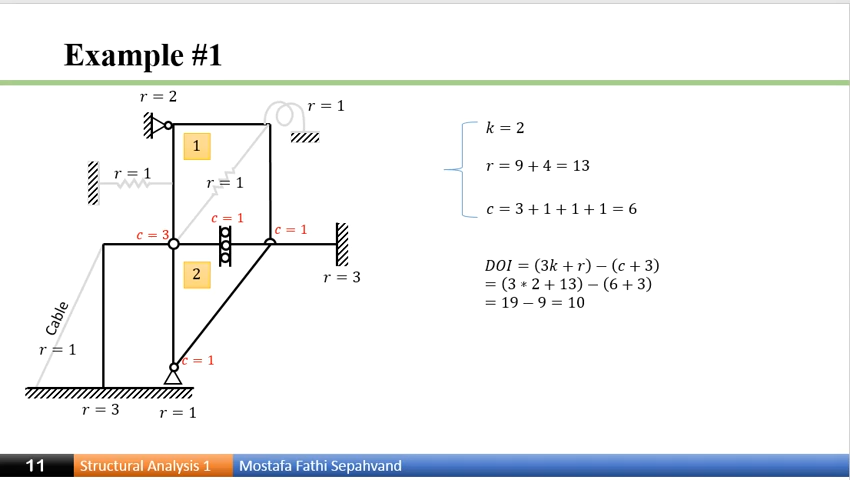 Example #1
r = 2
r = 1
1
r = 1
r = 1
c = 1
c = 3
c = 1
2
r = 3
Cable
r = 1
c = 1
r = 3
r = 1
k = 2
r = 9 + 4 = 13
c = 3 + 1 + 1 + 1 = 6
DOI = (3k + r) − (c + 3)
= (3 ∗ 2 + 13) − (6 + 3)
= 19 − 9 = 10
11
Structural Analysis 1
Mostafa Fathi Sepahvand